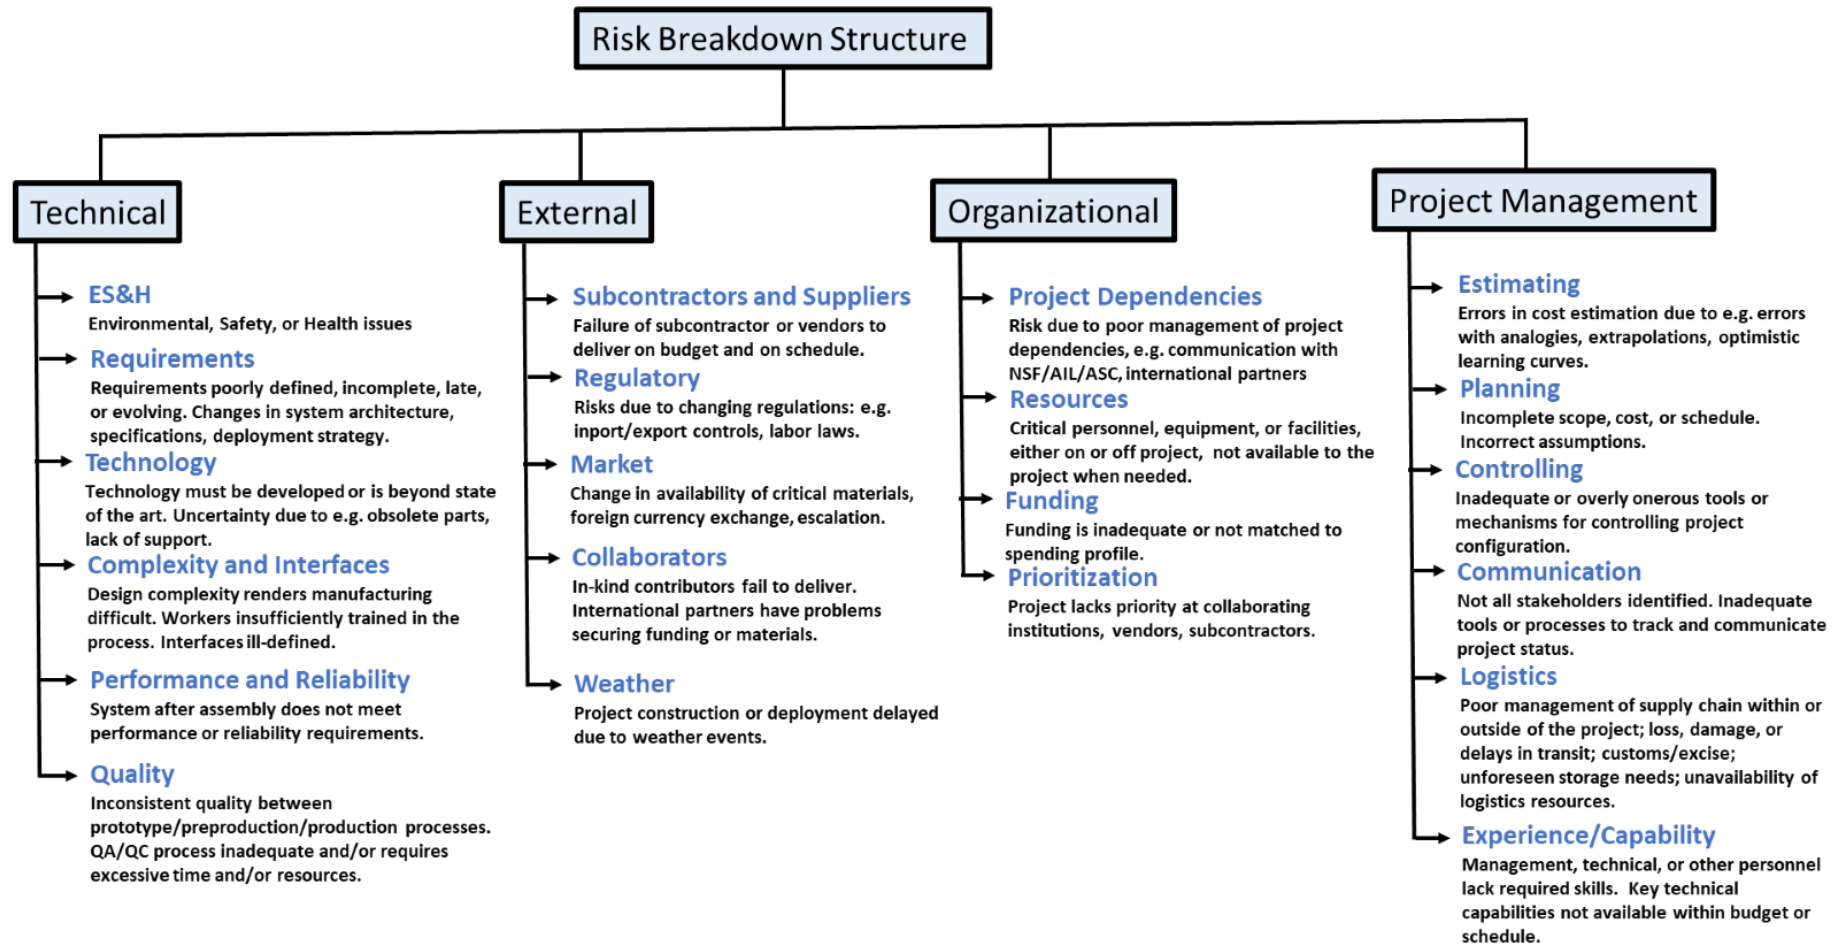 Risk Breakdown Structure
Technical
ES&H
Environmental, Safety, or Health issues
Requirements
Requirements poorly defined, incomplete, late,
or evolving. Changes in system architecture,
specifications, deployment strategy.
Technology
Technology must be developed or is beyond state
of the art. Uncertainty due to e.g. obsolete parts,
lack of support.
Complexity and Interfaces
Design complexity renders manufacturing
difficult. Workers insufficiently trained in the
process. Interfaces ill-defined.
Performance and Reliability
System after assembly does not meet
performance or reliability requirements.
Quality
Inconsistent quality between
prototype/preproduction/production processes.
QA/QC process inadequate and/or requires
excessive time and/or resources.
External
Subcontractors and Suppliers
Failure of subcontractor or vendors to
deliver on budget and on schedule.
Regulatory
Risks due to changing regulations: e.g.
inport/export controls, labor laws.
Market
Change in availability of critical materials,
foreign currency exchange, escalation.
Collaborators
In-kind contributors fail to deliver.
International partners have problems
securing funding or materials.
Weather
Project construction or deployment delayed
due to weather events.
Organizational
Project Dependencies
Risk due to poor management of project
dependencies, e.g. communication with
NSF/AIL/ASC, international partners
Resources
Critical personnel, equipment, or facilities,
either on or off project, not available to the
project when needed.
Funding
Funding is inadequate or not matched to
spending profile.
Prioritization
Project lacks priority at collaborating
institutions, vendors, subcontractors.
Project Management
Estimating
Errors in cost estimation due to e.g. errors
with analogies, extrapolations, optimistic
learning curves.
Planning
Incomplete scope, cost, or schedule.
Incorrect assumptions.
Controlling
Inadequate or overly onerous tools or
mechanisms for controlling project
configuration.
Communication
Not all stakeholders identified. Inadequate
tools or processes to track and communicate
project status.
Logistics
Poor management of supply chain within or
outside of the project; loss, damage, or
delays in transit; customs/excise;
unforeseen storage needs; unavailability of
logistics resources.
Experience/Capability
Management, technical, or other personnel
lack required skills. Key technical
capabilities not available within budget or
schedule.